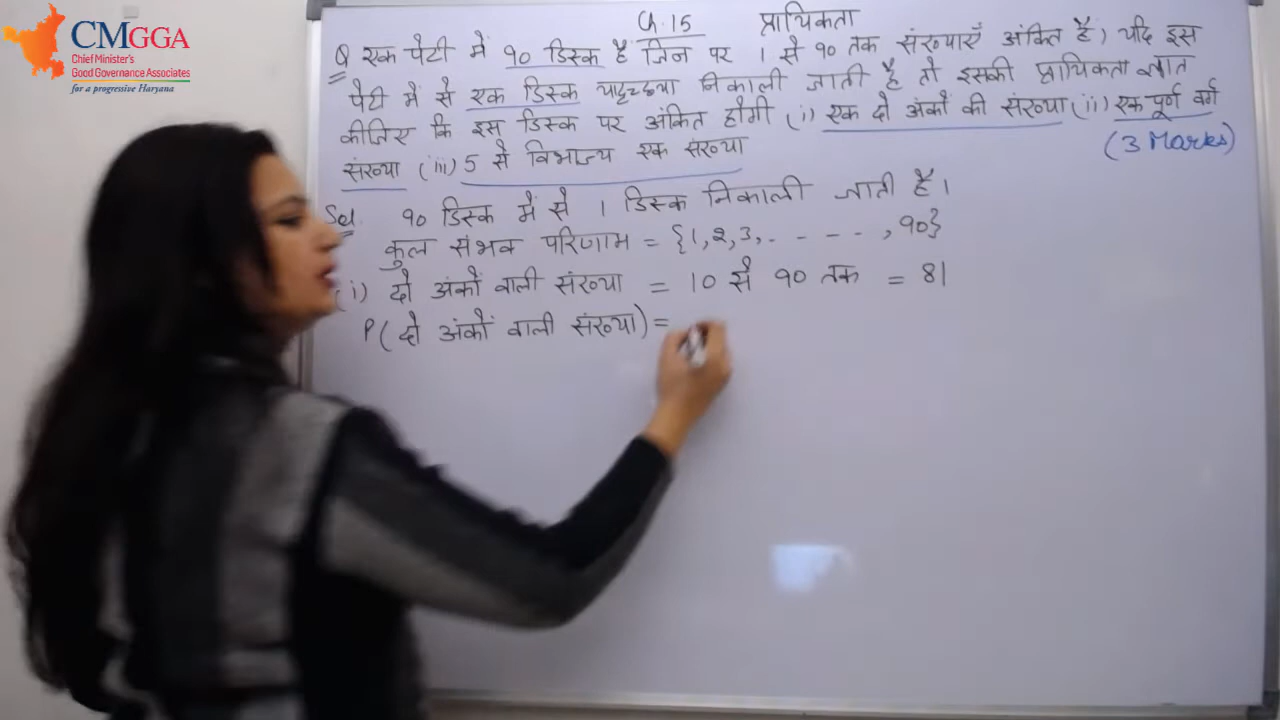 CMGGA
Chief Minister's
Good Governance Associates
for a progressive Haryana
Ch.15 प्रायिकता
Q एक पेटी में 90 डिस्क हैं जिन पर 1 से 90 तक संख्याएँ अंकित हैं। यदि इस
पेटी में से एक डिस्क यादृच्छया निकाली जाती है तो इसकी प्रायिकता ज्ञात
कीजिए कि इस डिस्क पर अंकित होगी (i) एक दो अंकों की संख्या (ii) एक पूर्ण वर्ग
संख्या (iii) 5 से विभाज्य एक संख्या (3 Marks)
Sol. 90 डिस्क में से 1 डिस्क निकाली जाती है।
कुल संभव परिणाम = {1, 2, 3, - - - - -, 90}
(i) दो अंकों वाली संख्या = 10 से 90 तक = 81
P(दो अंकों वाली संख्या) =